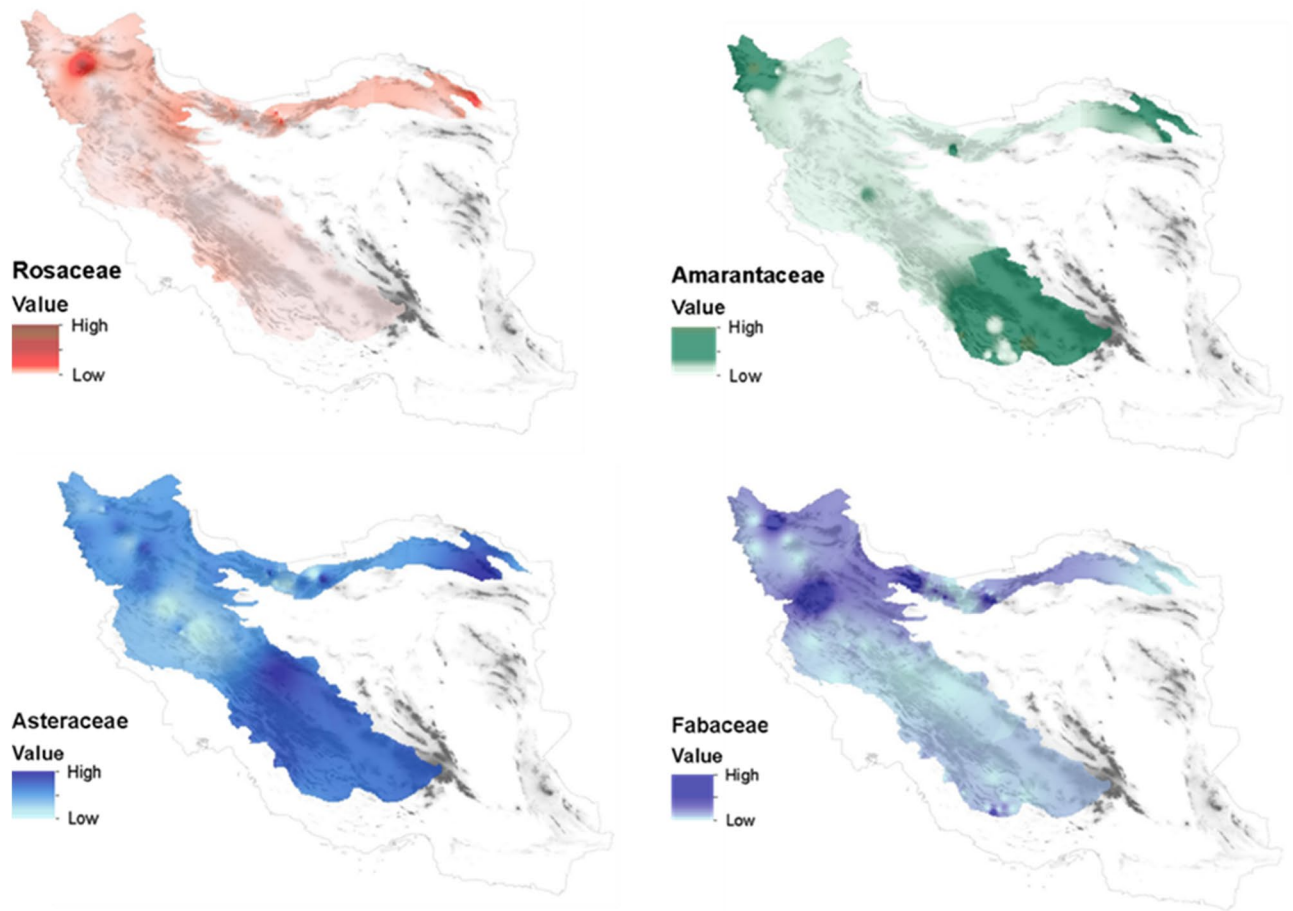 Rosaceae
Value
High
Low
Amarantaceae
Value
High
Low
Asteraceae
Value
High
Low
Fabaceae
Value
High
Low